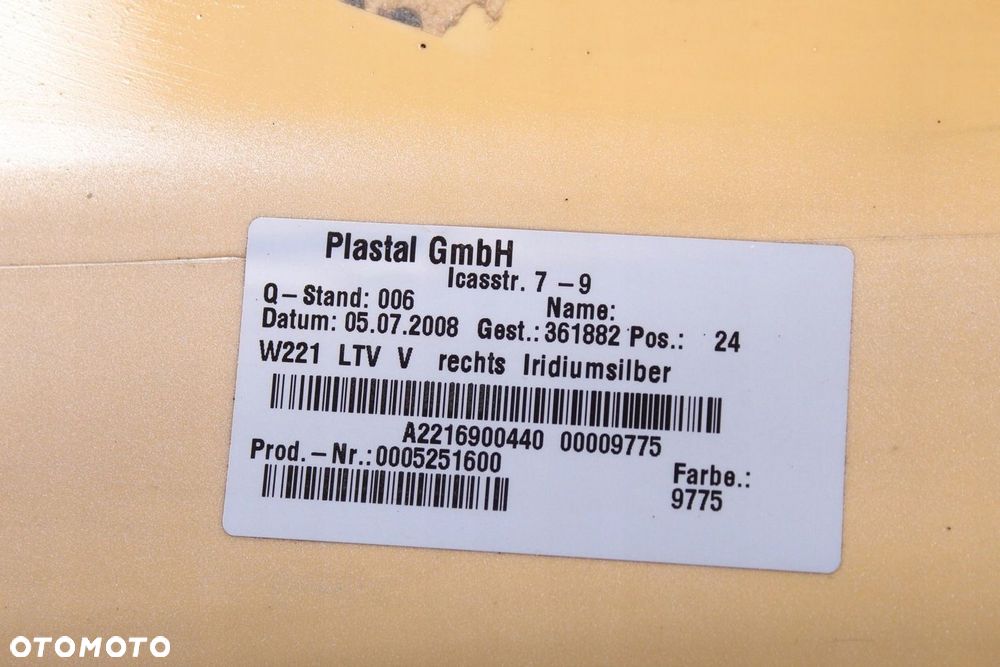 Plastal GmbH
Icasstr. 7 – 9
Q – Stand: 006 Name:
Datum: 05.07.2008 Gest.: 361882 Pos.: 24
W221 LTV V rechts Iridiumsilber
A2216900440 00009775
Prod. – Nr.: 0005251600
Farbe.:
9775
OTOMOTO